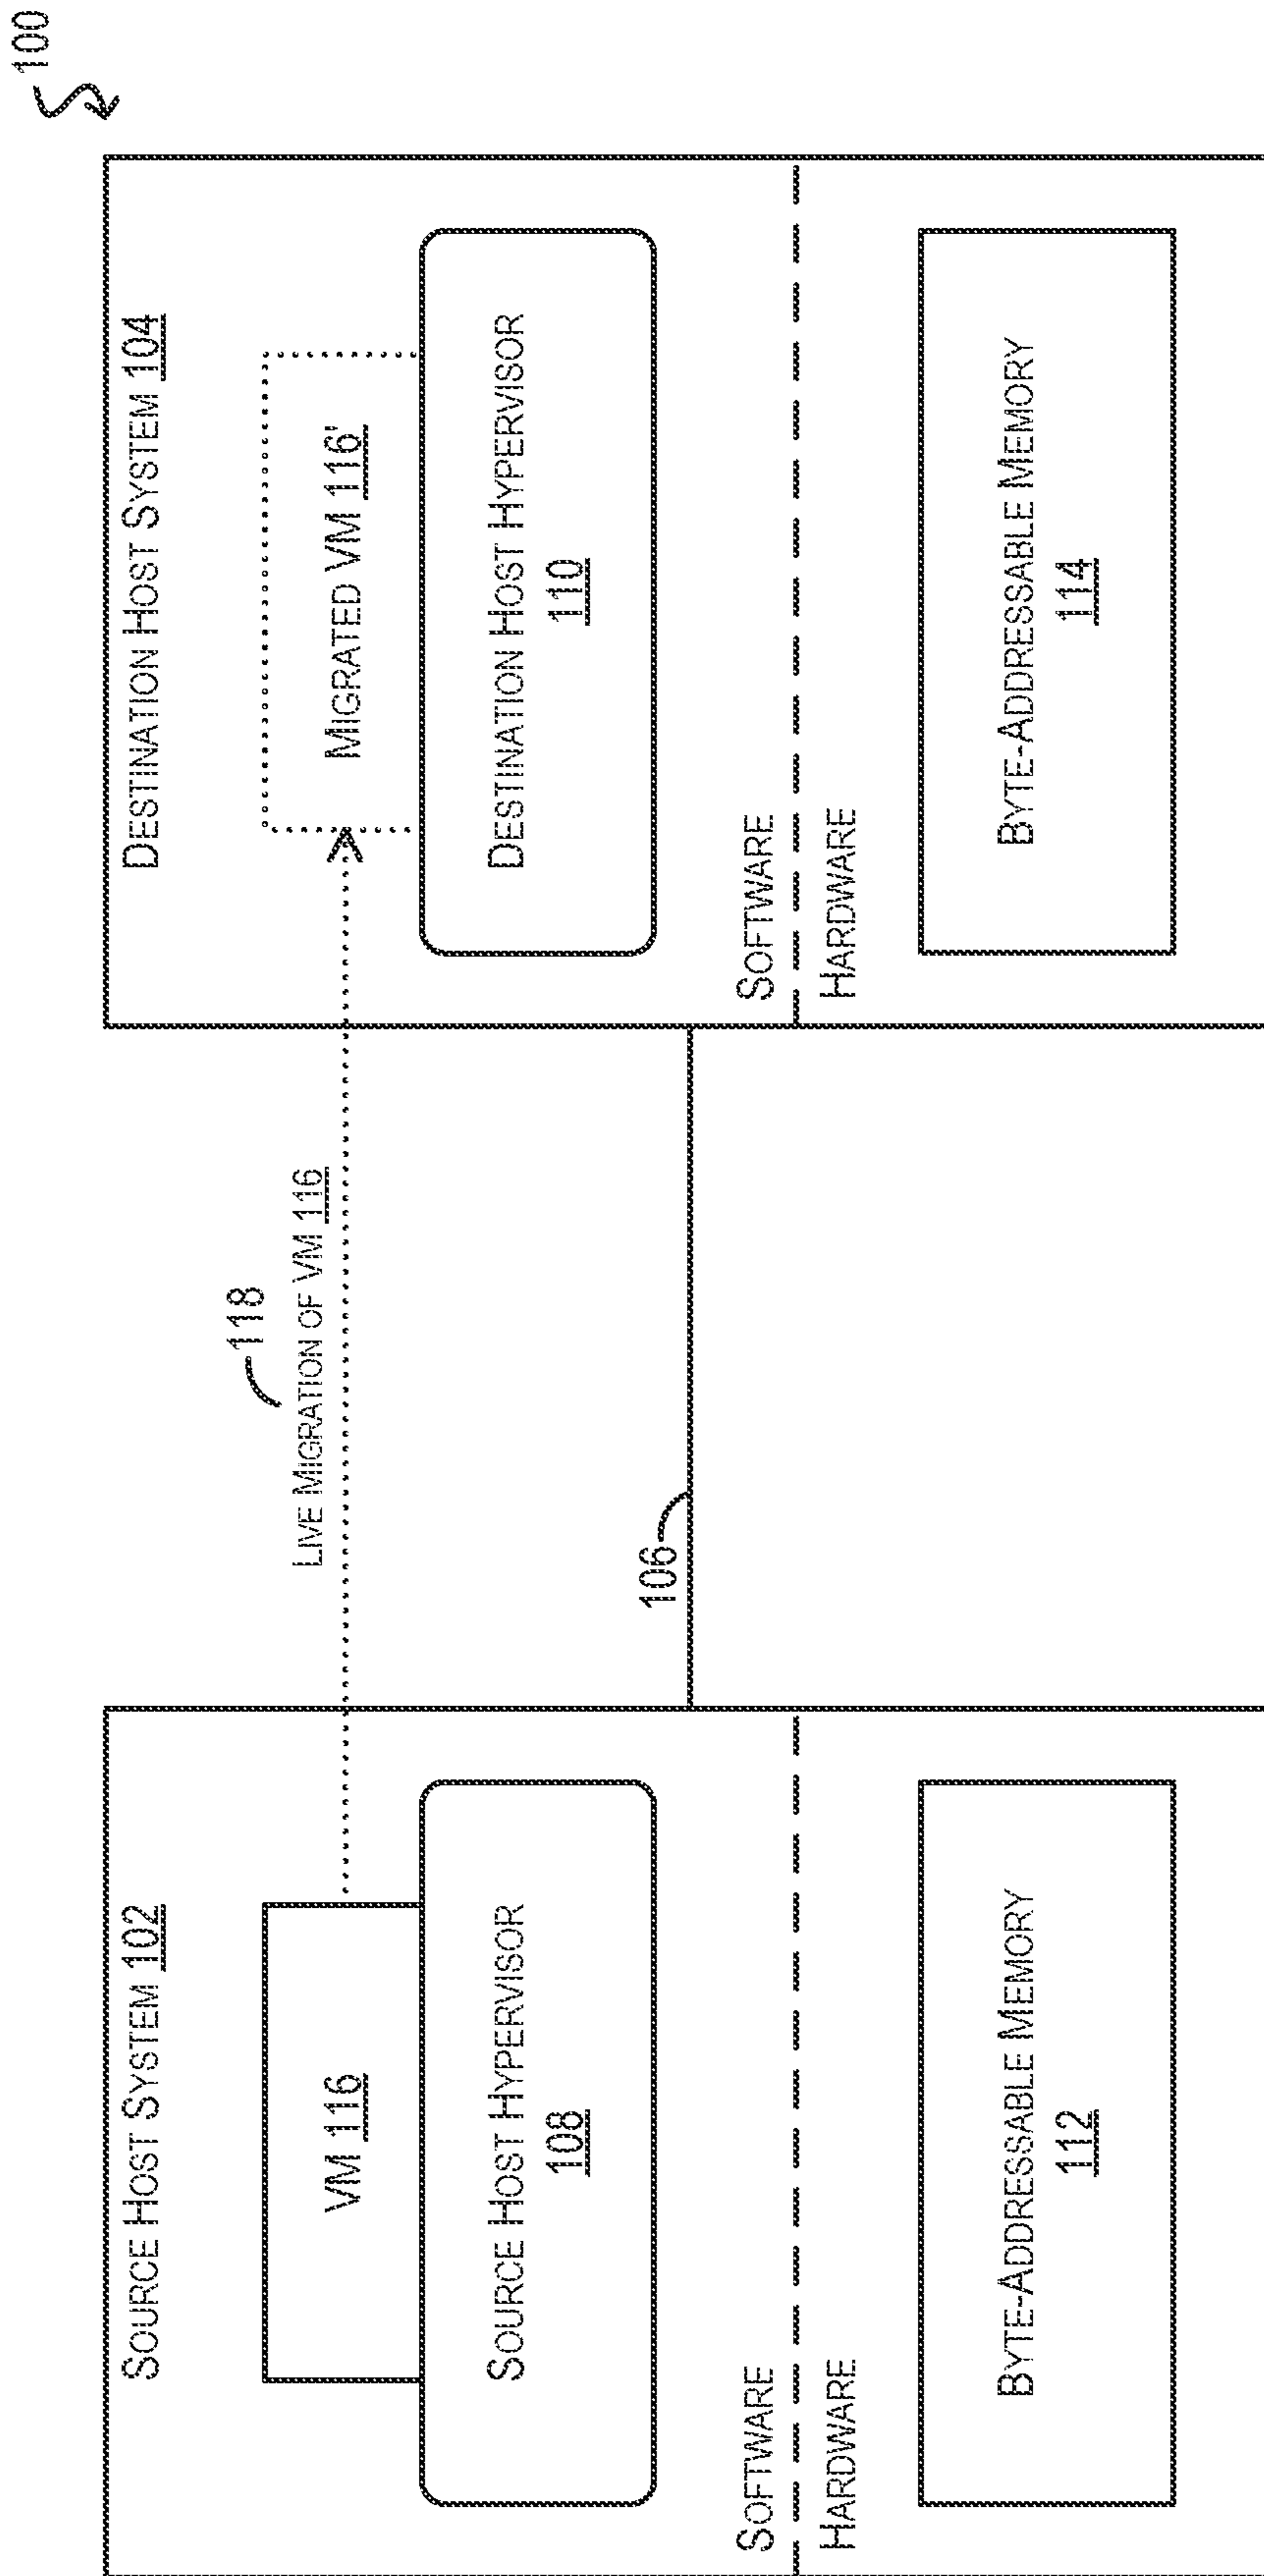 100
SOURCE HOST SYSTEM 102
VM 116
SOURCE HOST HYPERVISOR
108
SOFTWARE
HARDWARE
BYTE-ADDRESSABLE MEMORY
112
118
LIVE MIGRATION OF VM 116
106
DESTINATION HOST SYSTEM 104
MIGRATED VM 116'
DESTINATION HOST HYPERVISOR
110
SOFTWARE
HARDWARE
BYTE-ADDRESSABLE MEMORY
114